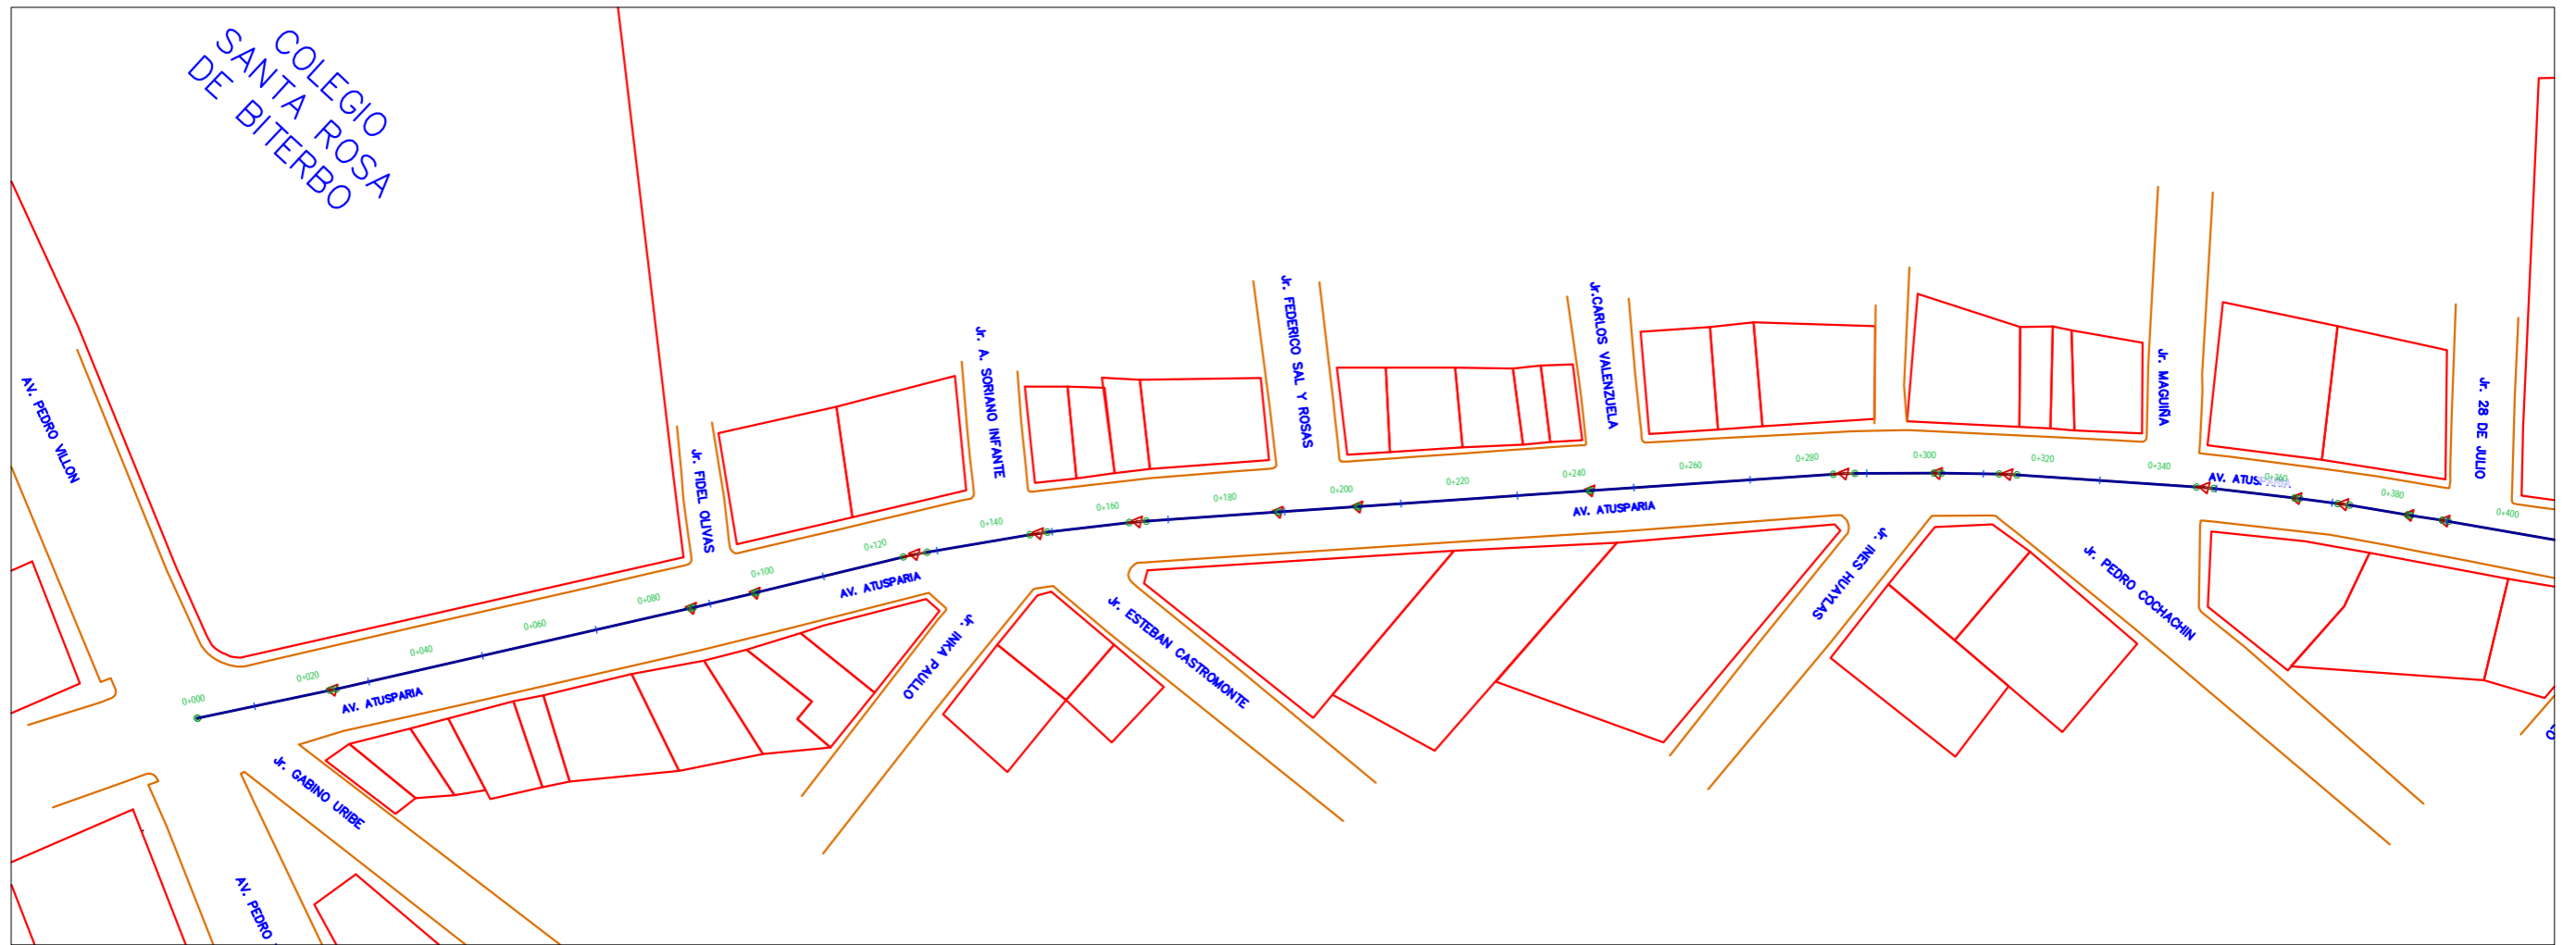 COLEGIO
SANTA ROSA
DE BITERBO
AV. PEDRO VILLON
Jr. FIDEL OLIVAS
Jr. A. SORIANO INFANTE
Jr. FEDERICO SAL Y ROSAS
Jr.CARLOS VALENZUELA
Jr. MAGUIÑA
Jr. 28 DE JULIO
0+000
0+020
0+040
0+060
0+080
0+100
0+120
0+140
0+160
0+180
0+200
0+220
0+240
0+260
0+280
0+300
0+320
0+340
0+360
0+380
0+400
AV. ATUSPARIA
AV. ATUSPARIA
AV. ATUSPARIA
AV. ATUSPARIA
Jr. GABINO URIBE
Jr. INKA PAULLO
Jr. ESTEBAN CASTROMONTE
Jr. INES HUAYLAS
Jr. PEDRO COCHACHIN
AV. PEDRO